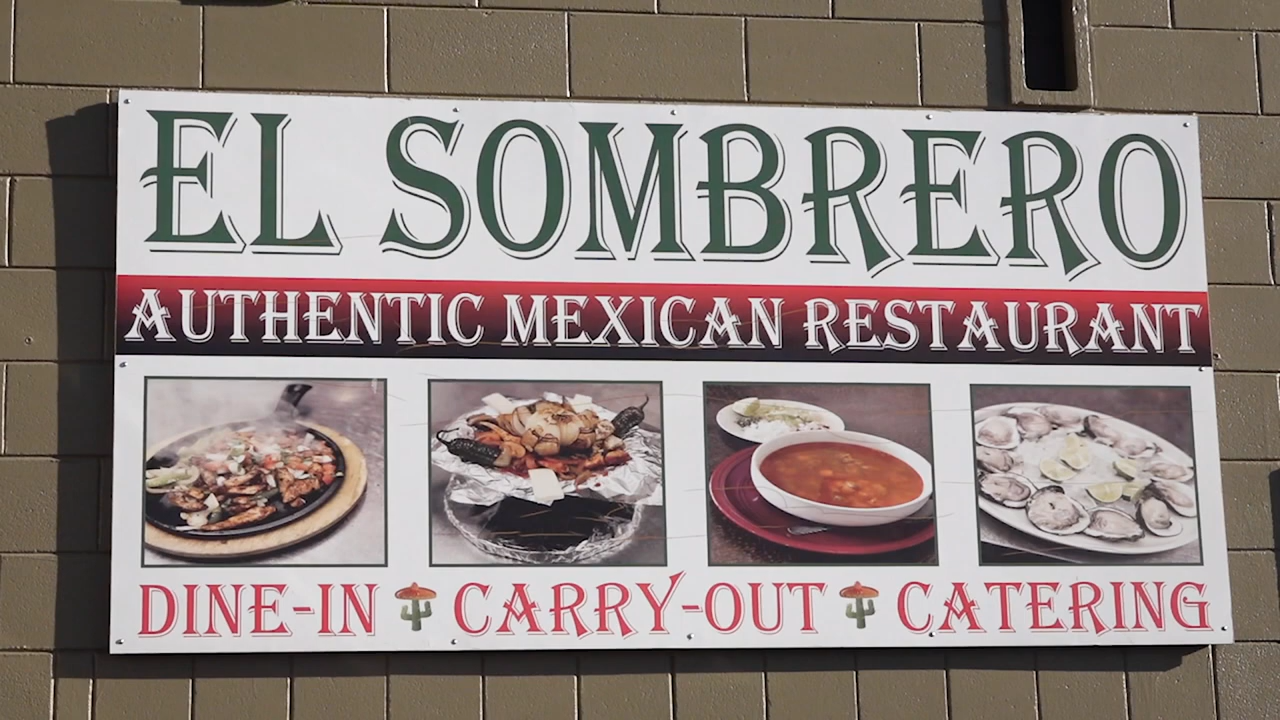 EL SOMBRERO
AUTHENTIC MEXICAN RESTAURANT
DINE-IN CARRY-OUT CATERING